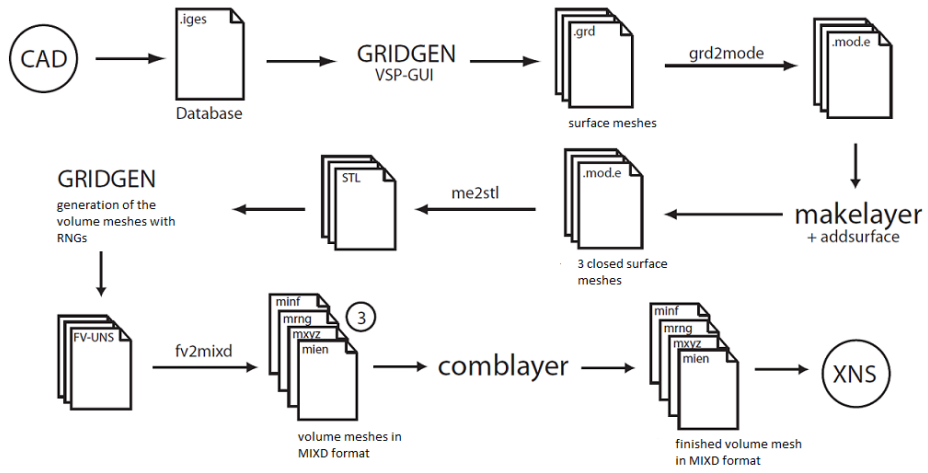 CAD
.iges
Database
GRIDGEN
VSP-GUI
.grd
surface meshes
grd2mode
.mod.e
makelayer
+ addsurface
.mod.e
3 closed surface
meshes
me2stl
STL
GRIDGEN
generation of the
volume meshes with
RNGs
FV-UNS
fv2mixd
minf
mrng
mxyz
mien
3
volume meshes in
MIXD format
comblayer
minf
mrng
mxyz
mien
finished volume mesh
in MIXD format
XNS